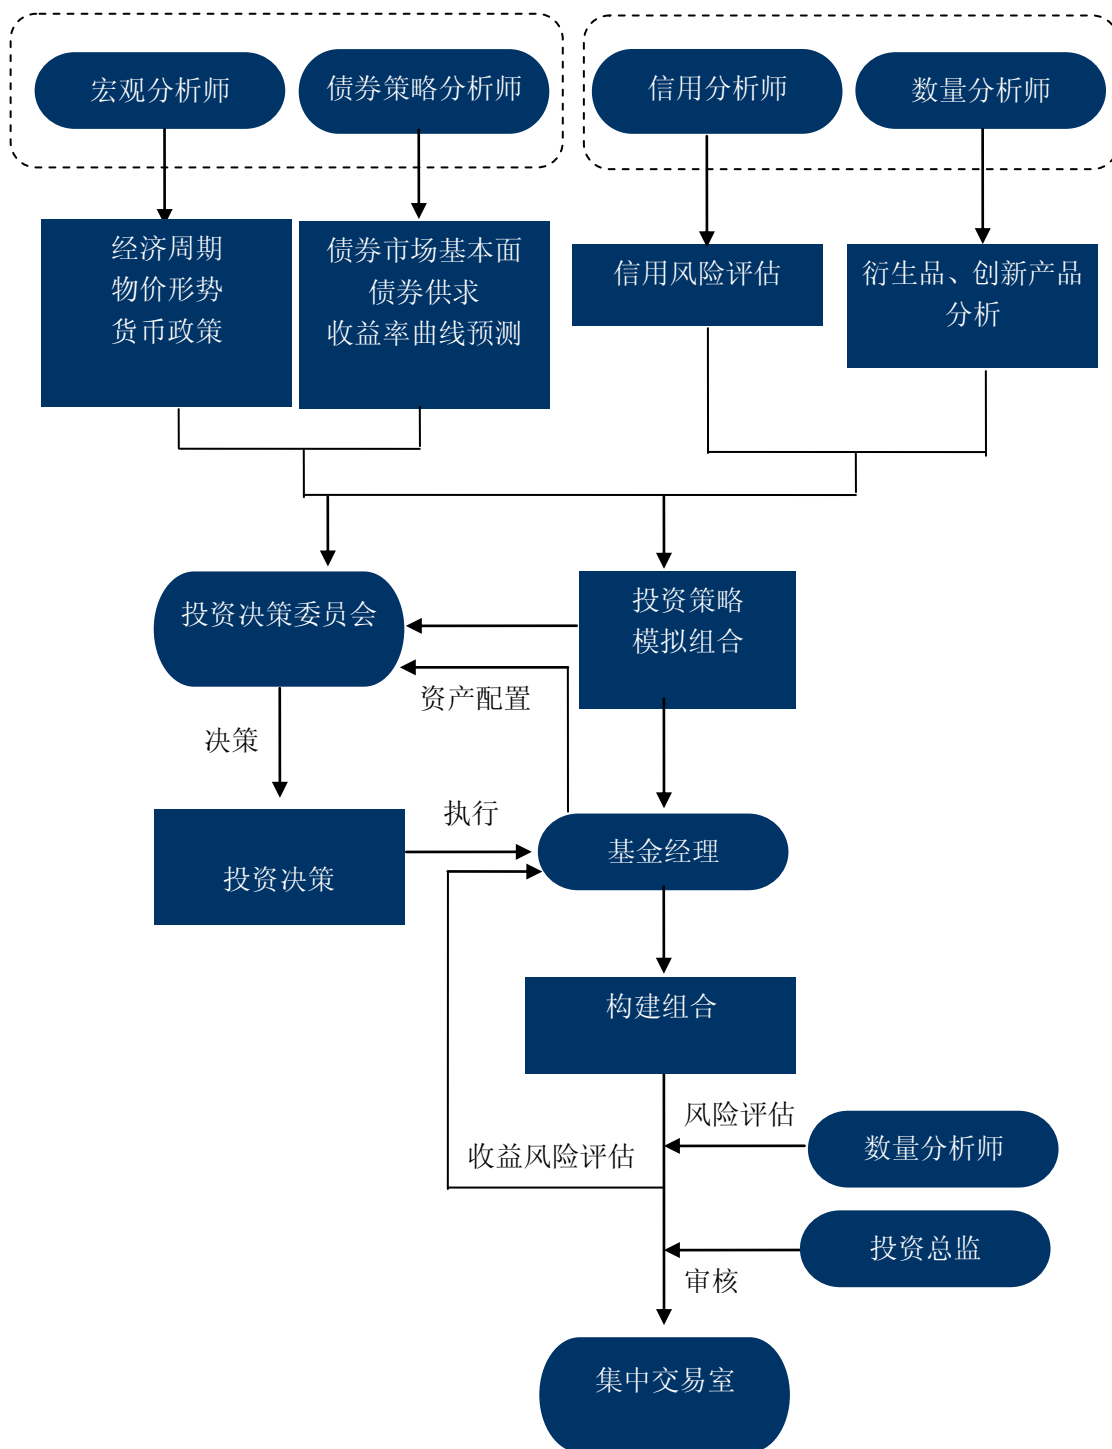 宏观分析师
债券策略分析师
信用分析师
数量分析师
经济周期
物价形势
货币政策
债券市场基本面
债券供求
收益率曲线预测
信用风险评估
衍生品、创新产品
分析
投资决策委员会
投资策略
模拟组合
资产配置
决策
执行
投资决策
基金经理
构建组合
风险评估
数量分析师
收益风险评估
投资总监
审核
集中交易室